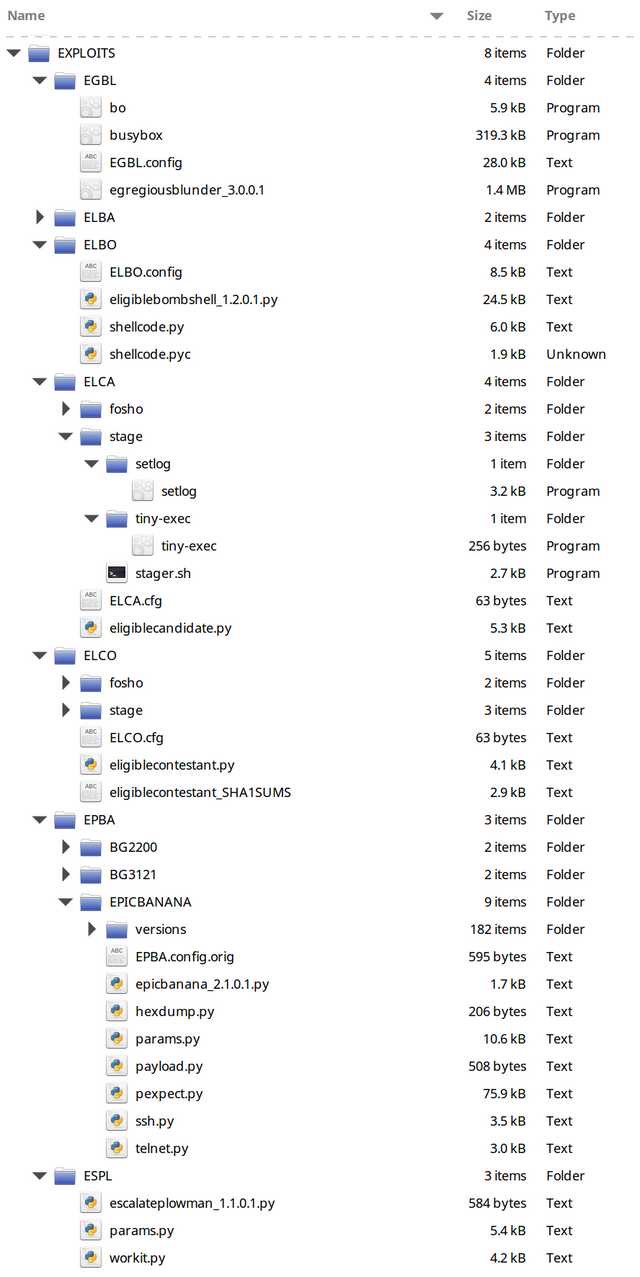 Name Size Type
EXPLOITS 8 items Folder
EGBL 4 items Folder
bo 5.9 kB Program
busybox 319.3 kB Program
EGBL.config 28.0 kB Text
egregiousblunder_3.0.0.1 1.4 MB Program
ELBA 2 items Folder
ELBO 4 items Folder
ELBO.config 8.5 kB Text
eligiblebombshell_1.2.0.1.py 24.5 kB Text
shellcode.py 6.0 kB Text
shellcode.pyc 1.9 kB Unknown
ELCA 4 items Folder
fosho 2 items Folder
stage 3 items Folder
setlog 1 item Folder
setlog 3.2 kB Program
tiny-exec 1 item Folder
tiny-exec 256 bytes Program
stager.sh 2.7 kB Program
ELCA.cfg 63 bytes Text
eligiblecandidate.py 5.3 kB Text
ELCO 5 items Folder
fosho 2 items Folder
stage 3 items Folder
ELCO.cfg 63 bytes Text
eligiblecontestant.py 4.1 kB Text
eligiblecontestant_SHA1SUMS 2.9 kB Text
EPBA 3 items Folder
BG2200 2 items Folder
BG3121 2 items Folder
EPICBANANA 9 items Folder
versions 182 items Folder
EPBA.config.orig 595 bytes Text
epicbanana_2.1.0.1.py 1.7 kB Text
hexdump.py 206 bytes Text
params.py 10.6 kB Text
payload.py 508 bytes Text
pexpect.py 75.9 kB Text
ssh.py 3.5 kB Text
telnet.py 3.0 kB Text
ESPL 3 items Folder
escalateplowman_1.1.0.1.py 584 bytes Text
params.py 5.4 kB Text
workit.py 4.2 kB Text